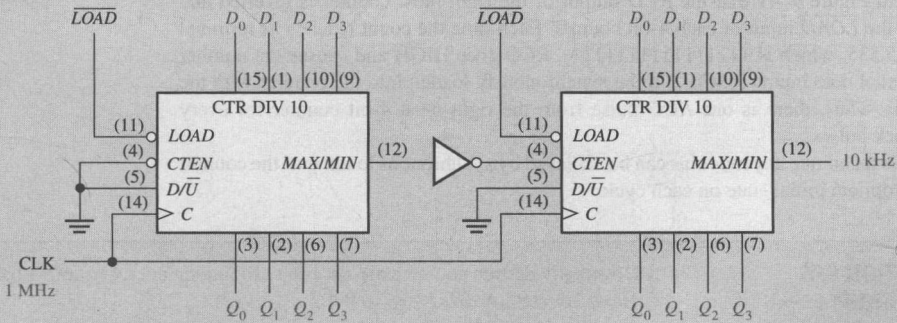 LOAD D0 D1 D2 D3 LOAD D0 D1 D2 D3
(15) (1) (10) (9) (15) (1) (10) (9)
CTR DIV 10 CTR DIV 10
(11) LOAD (11) LOAD
(4) CTEN MAX/MIN (12) (4) CTEN MAX/MIN (12) 10 kHz
(5) D/U̅ (5) D/U̅
(14) C (14) C
(3) (2) (6) (7) (3) (2) (6) (7)
CLK
1 MHz
Q0 Q1 Q2 Q3 Q0 Q1 Q2 Q3